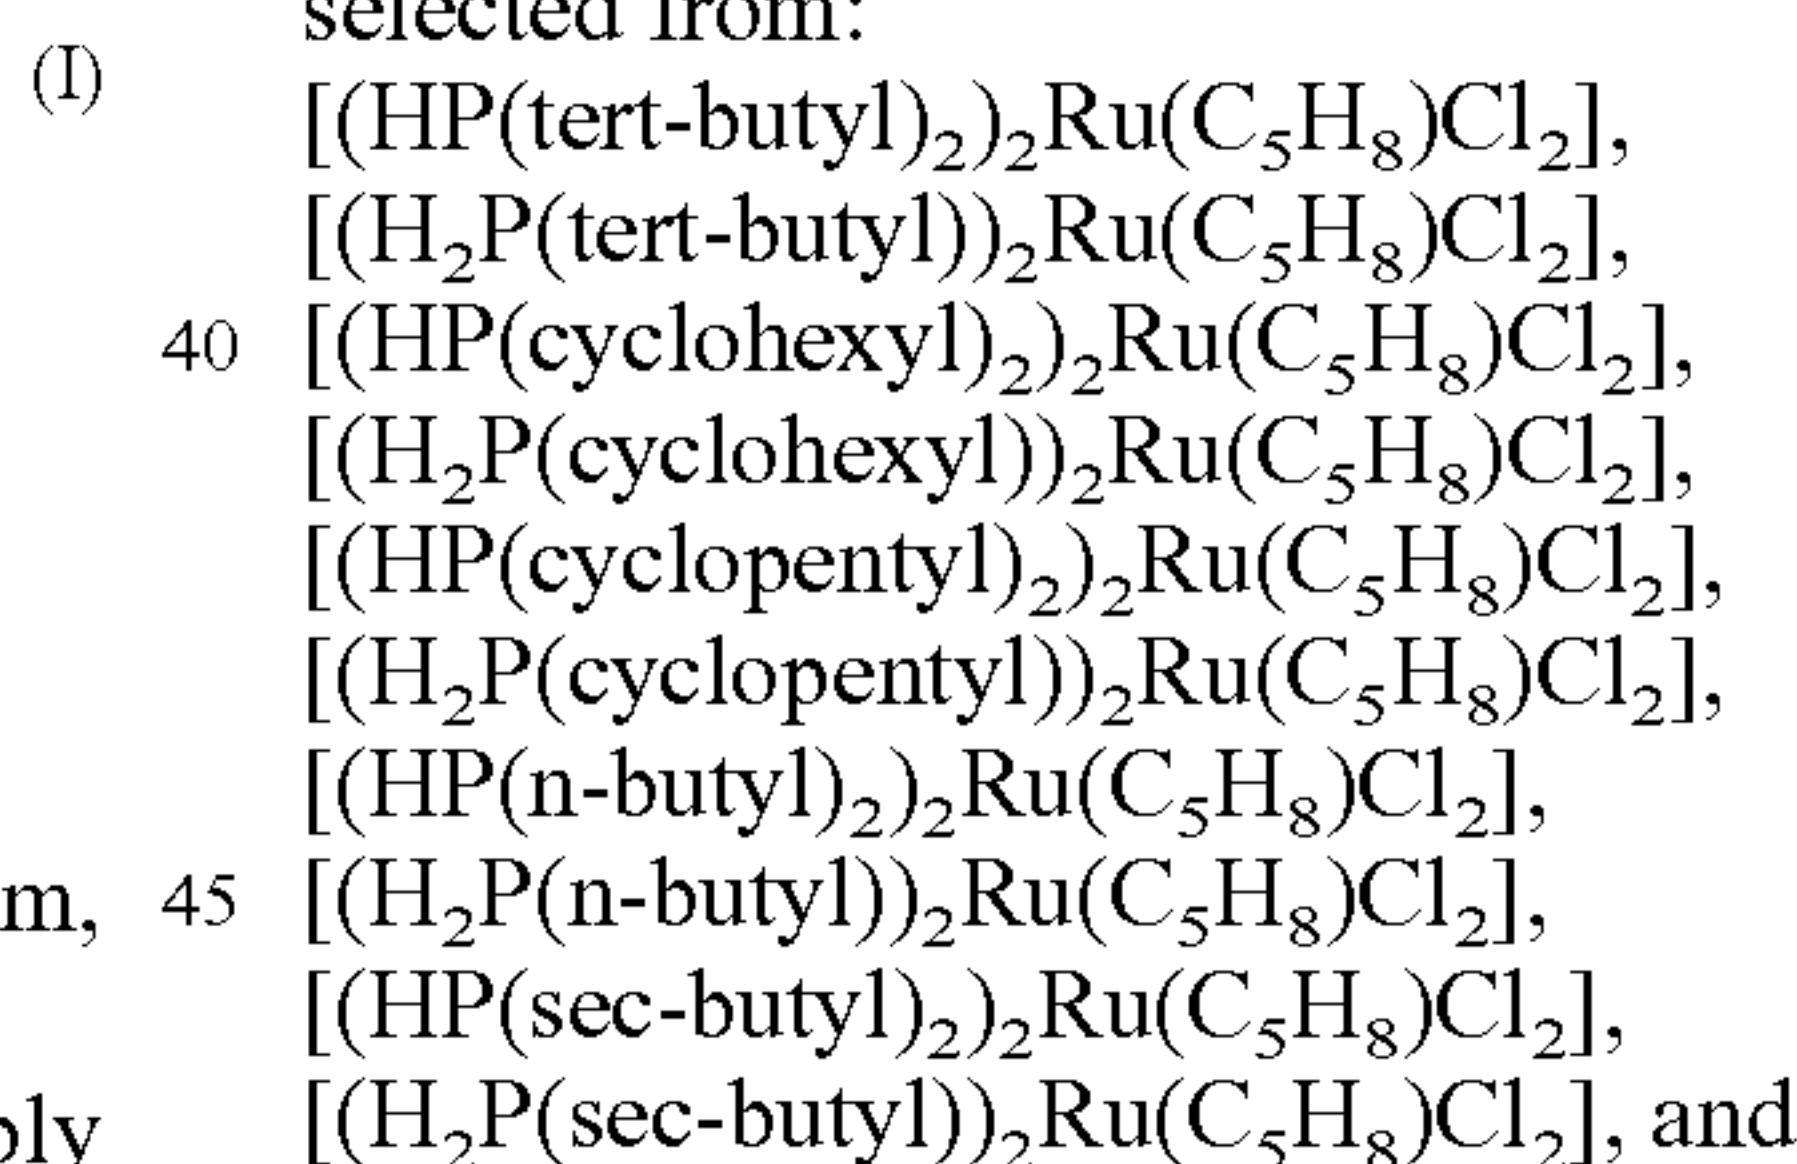 selected from:
(I)
[(HP(tert-butyl)₂)₂Ru(C₅H₈)Cl₂],
[(H₂P(tert-butyl))₂Ru(C₅H₈)Cl₂],
40 [(HP(cyclohexyl)₂)₂Ru(C₅H₈)Cl₂],
[(H₂P(cyclohexyl))₂Ru(C₅H₈)Cl₂],
[(HP(cyclopentyl)₂)₂Ru(C₅H₈)Cl₂],
[(H₂P(cyclopentyl))₂Ru(C₅H₈)Cl₂],
[(HP(n-butyl)₂)₂Ru(C₅H₈)Cl₂],
m, 45 [(H₂P(n-butyl))₂Ru(C₅H₈)Cl₂],
[(HP(sec-butyl)₂)₂Ru(C₅H₈)Cl₂],
ply [(H₂P(sec-butyl))₂Ru(C₅H₈)Cl₂], and